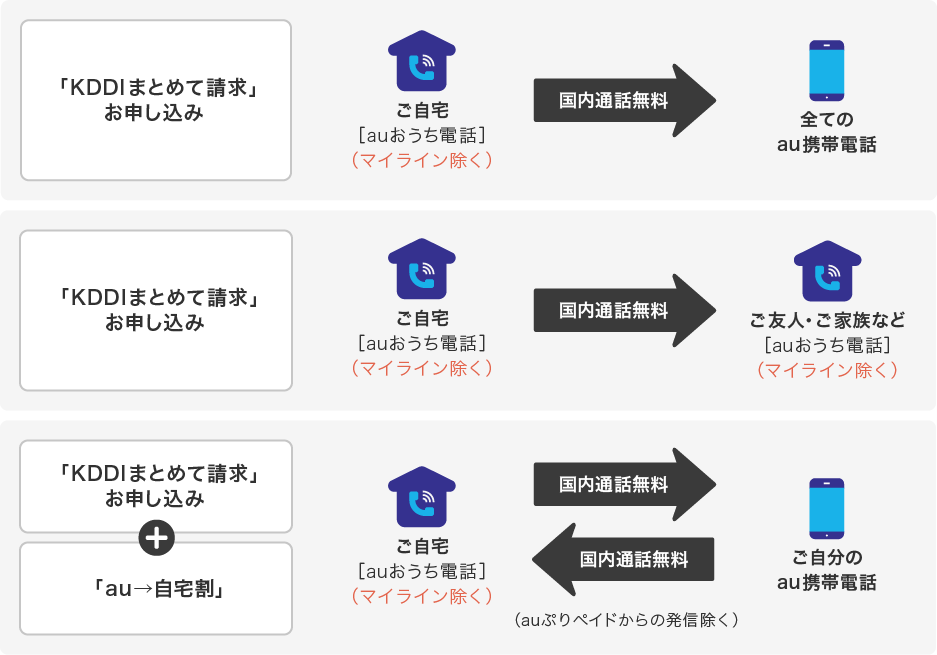 「KDDIまとめて請求」
お申し込み
ご自宅
［auおうち電話］
（マイライン除く）
国内通話無料
全ての
au携帯電話
「KDDIまとめて請求」
お申し込み
ご自宅
［auおうち電話］
（マイライン除く）
国内通話無料
ご友人・ご家族など
［auおうち電話］
（マイライン除く）
「KDDIまとめて請求」
お申し込み
「au→自宅割」
ご自宅
［auおうち電話］
（マイライン除く）
国内通話無料
国内通話無料
（auぷりペイドからの発信除く）
ご自分の
au携帯電話